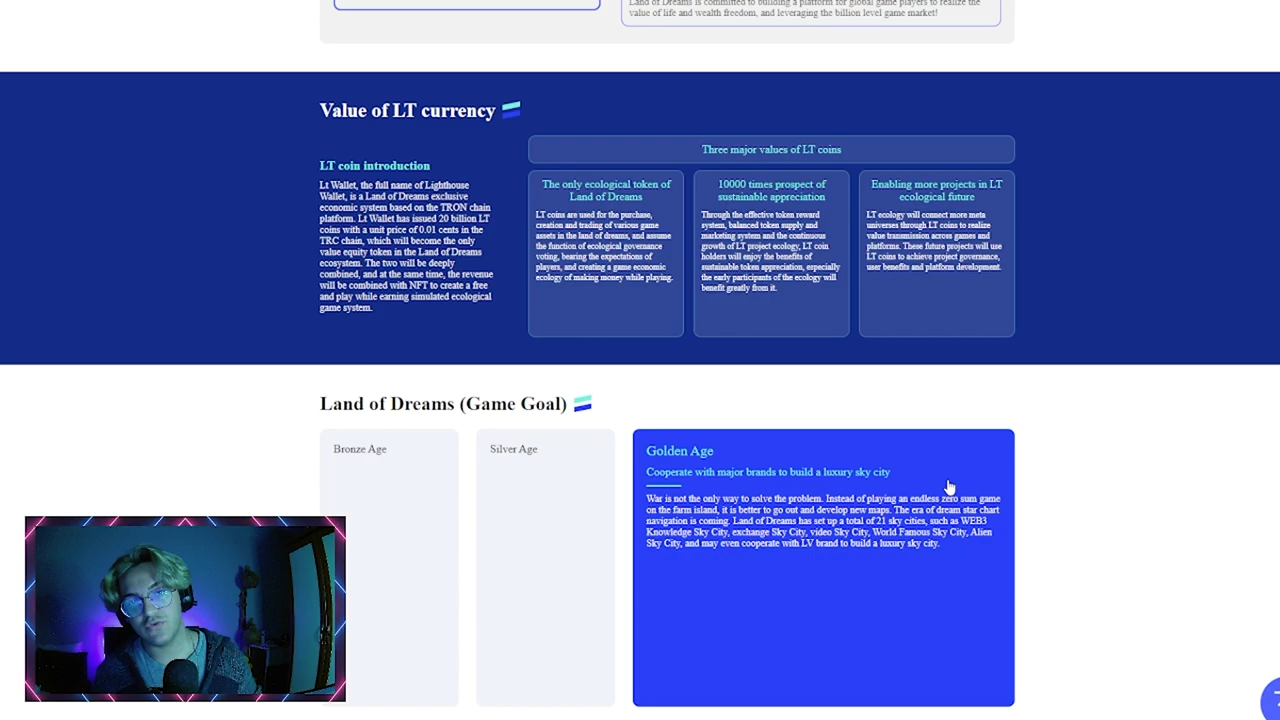 Land of Dreams is committed to building a platform for global game players to realize the
value of life and wealth freedom, and leveraging the billion level game market!
Value of LT currency
LT coin introduction
Lt Wallet, the full name of Lighthouse
Wallet, is a Land of Dreams exclusive
economic system based on the TRON chain
platform. Lt Wallet has issued 20 billion LT
coins with a unit price of 0.01 cents in the
TRC chain, which will become the only
value equity token in the Land of Dreams
ecosystem. The two will be deeply
combined, and at the same time, the revenue
will be combined with NFT to create a free
and play while earning simulated ecological
game system.
Three major values of LT coins
The only ecological token of
Land of Dreams
LT coins are used for the purchase,
creation and trading of various game
assets in the land of dreams, and assume
the function of ecological governance
voting, bearing the expectations of
players, and creating a game economic
ecology of making money while playing.
10000 times prospect of
sustainable appreciation
Through the effective token reward
system, balanced token supply and
marketing system and the continuous
growth of LT project ecology, LT coin
holders will enjoy the benefits of
sustainable token appreciation, especially
the early participants of the ecology will
benefit greatly from it.
Enabling more projects in LT
ecological future
LT ecology will connect more meta
universes through LT coins to realize
value transmission across games and
platforms. These future projects will use
LT coins to achieve project governance,
user benefits and platform development.
Land of Dreams (Game Goal)
Bronze Age
Silver Age
Golden Age
Cooperate with major brands to build a luxury sky city
War is not the only way to solve the problem. Instead of playing an endless zero sum game
on the farm island, it is better to go out and develop new maps. The era of dream star chart
navigation is coming. Land of Dreams has set up a total of 21 sky cities, such as WEB3
Knowledge Sky City, exchange Sky City, video Sky City, World Famous Sky City, Alien
Sky City, and may even cooperate with LV brand to build a luxury sky city.